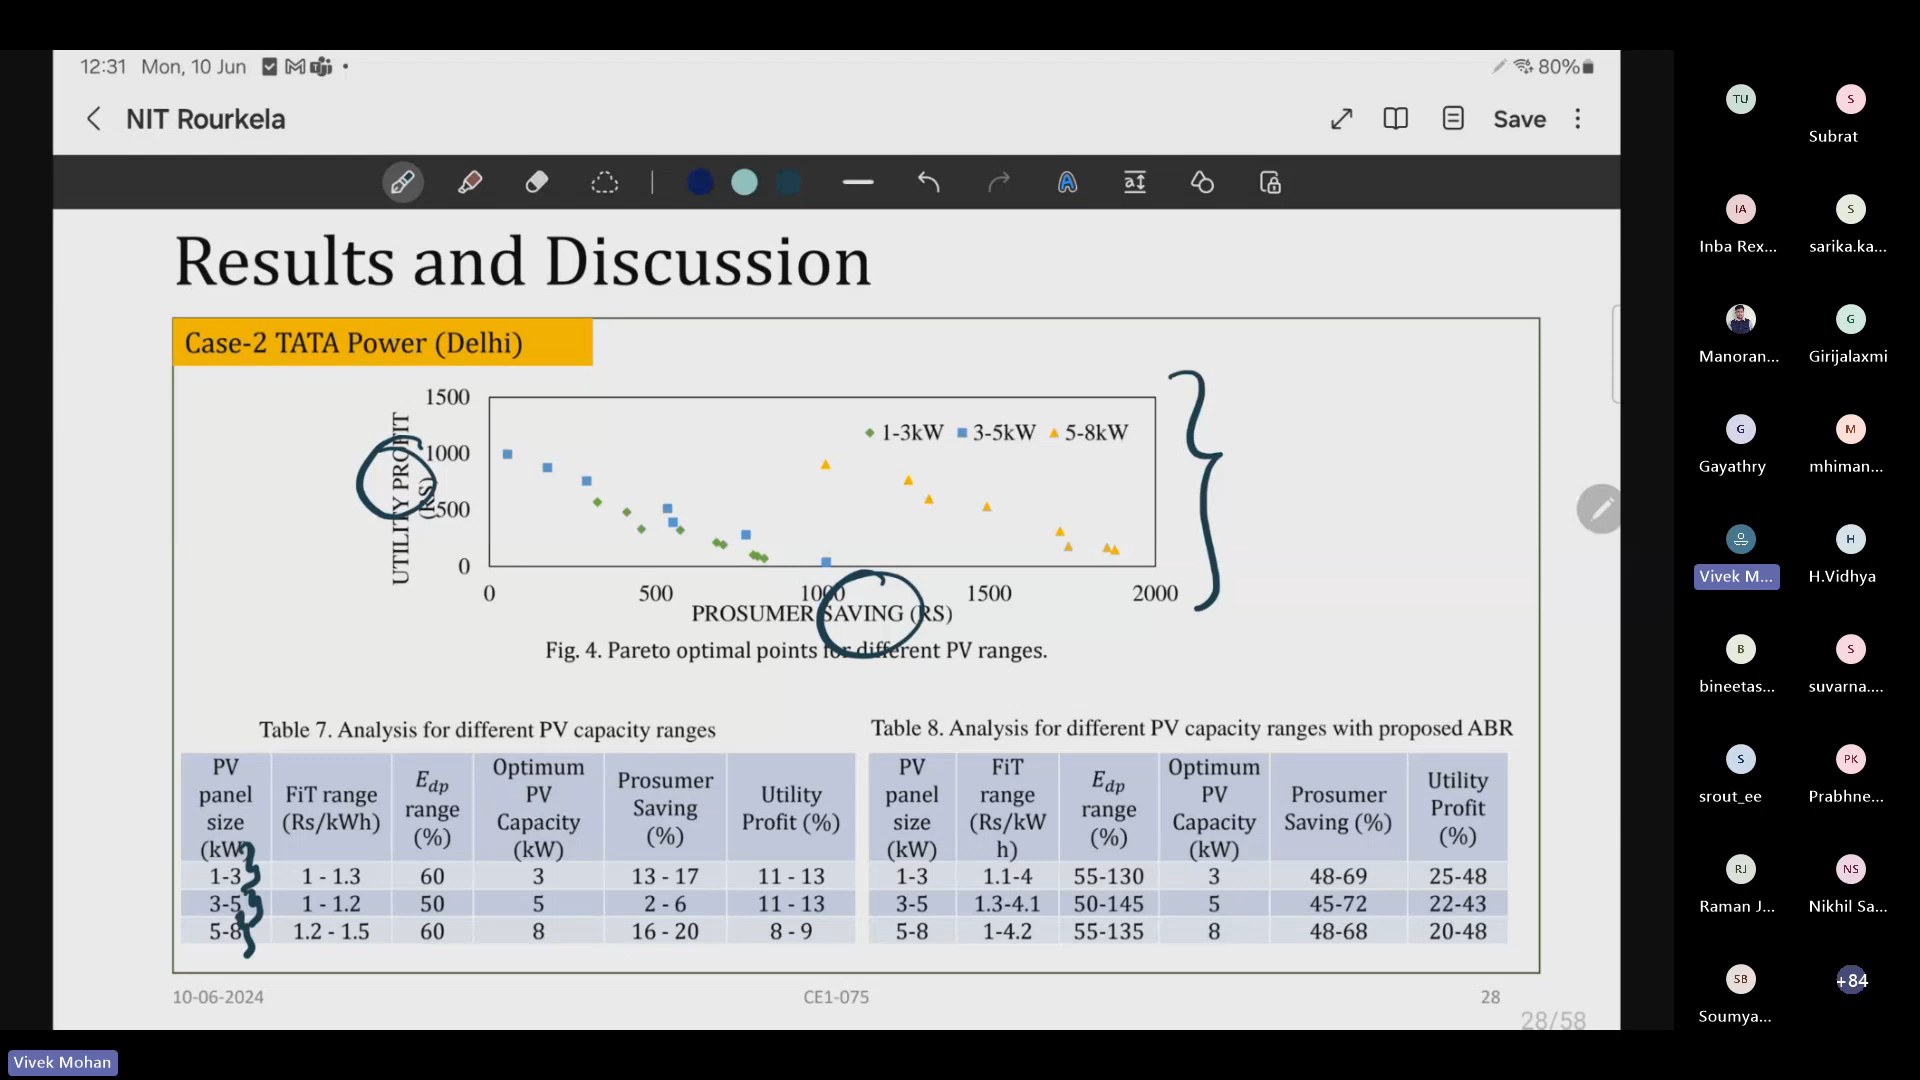 12:31 Mon, 10 Jun
80%
NIT Rourkela
Save
Results and Discussion
Case-2 TATA Power (Delhi)
UTILITY PROFIT (RS)
1500
1000
500
0
1-3kW 3-5kW 5-8kW
0 500 1000 1500 2000
PROSUMER SAVING (RS)
Fig. 4. Pareto optimal points for different PV ranges.
Table 7. Analysis for different PV capacity ranges
PV panel size (kW) FiT range (Rs/kWh) Edp range (%) Optimum PV Capacity (kW) Prosumer Saving (%) Utility Profit (%)
1-3 1 - 1.3 60 3 13 - 17 11 - 13
3-5 1 - 1.2 50 5 2 - 6 11 - 13
5-8 1.2 - 1.5 60 8 16 - 20 8 - 9
Table 8. Analysis for different PV capacity ranges with proposed ABR
PV panel size (kW) FiT range (Rs/kWh) Edp range (%) Optimum PV Capacity (kW) Prosumer Saving (%) Utility Profit (%)
1-3 1.1-4 55-130 3 48-69 25-48
3-5 1.3-4.1 50-145 5 45-72 22-43
5-8 1-4.2 55-135 8 48-68 20-48
10-06-2024 CE1-075 28
28/58
TU S
Subrat
IA S
Inba Rex... sarika.ka...
G
Manoran... Girijalaxmi
G M
Gayathry mhiman...
H
Vivek M... H.Vidhya
B S
bineetas... suvarna....
S PK
srout_ee Prabhne...
RJ NS
Raman J... Nikhil Sa...
SB +84
Soumya...
Vivek Mohan